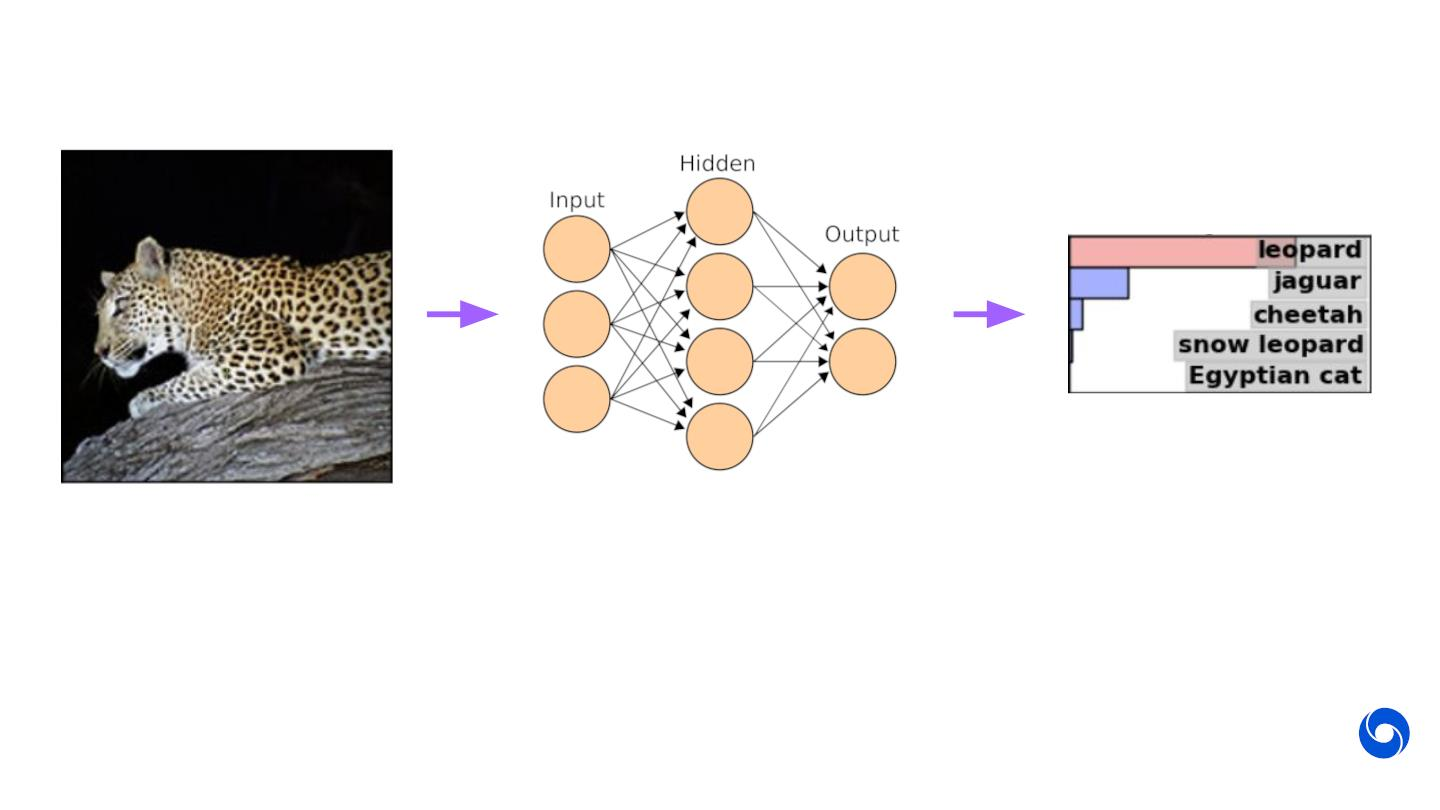 Input
Hidden
Output
leopard
jaguar
cheetah
snow leopard
Egyptian cat